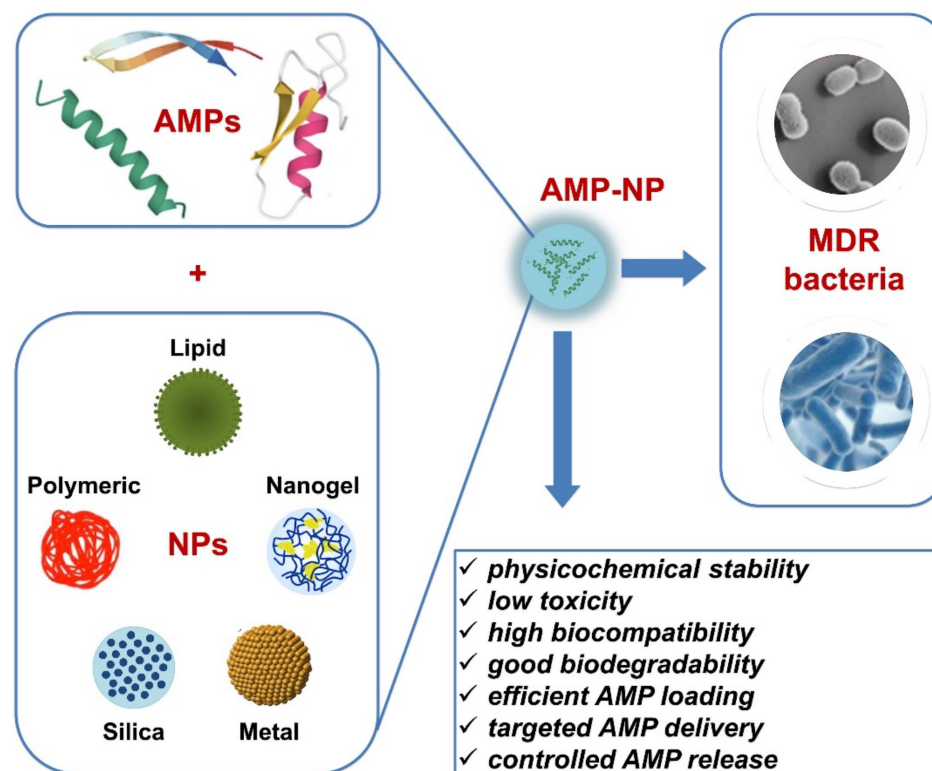 AMPs
+
Lipid
Polymeric
Nanogel
NPs
Silica
Metal
AMP-NP
MDR
bacteria
✓ physicochemical stability
✓ low toxicity
✓ high biocompatibility
✓ good biodegradability
✓ efficient AMP loading
✓ targeted AMP delivery
✓ controlled AMP release